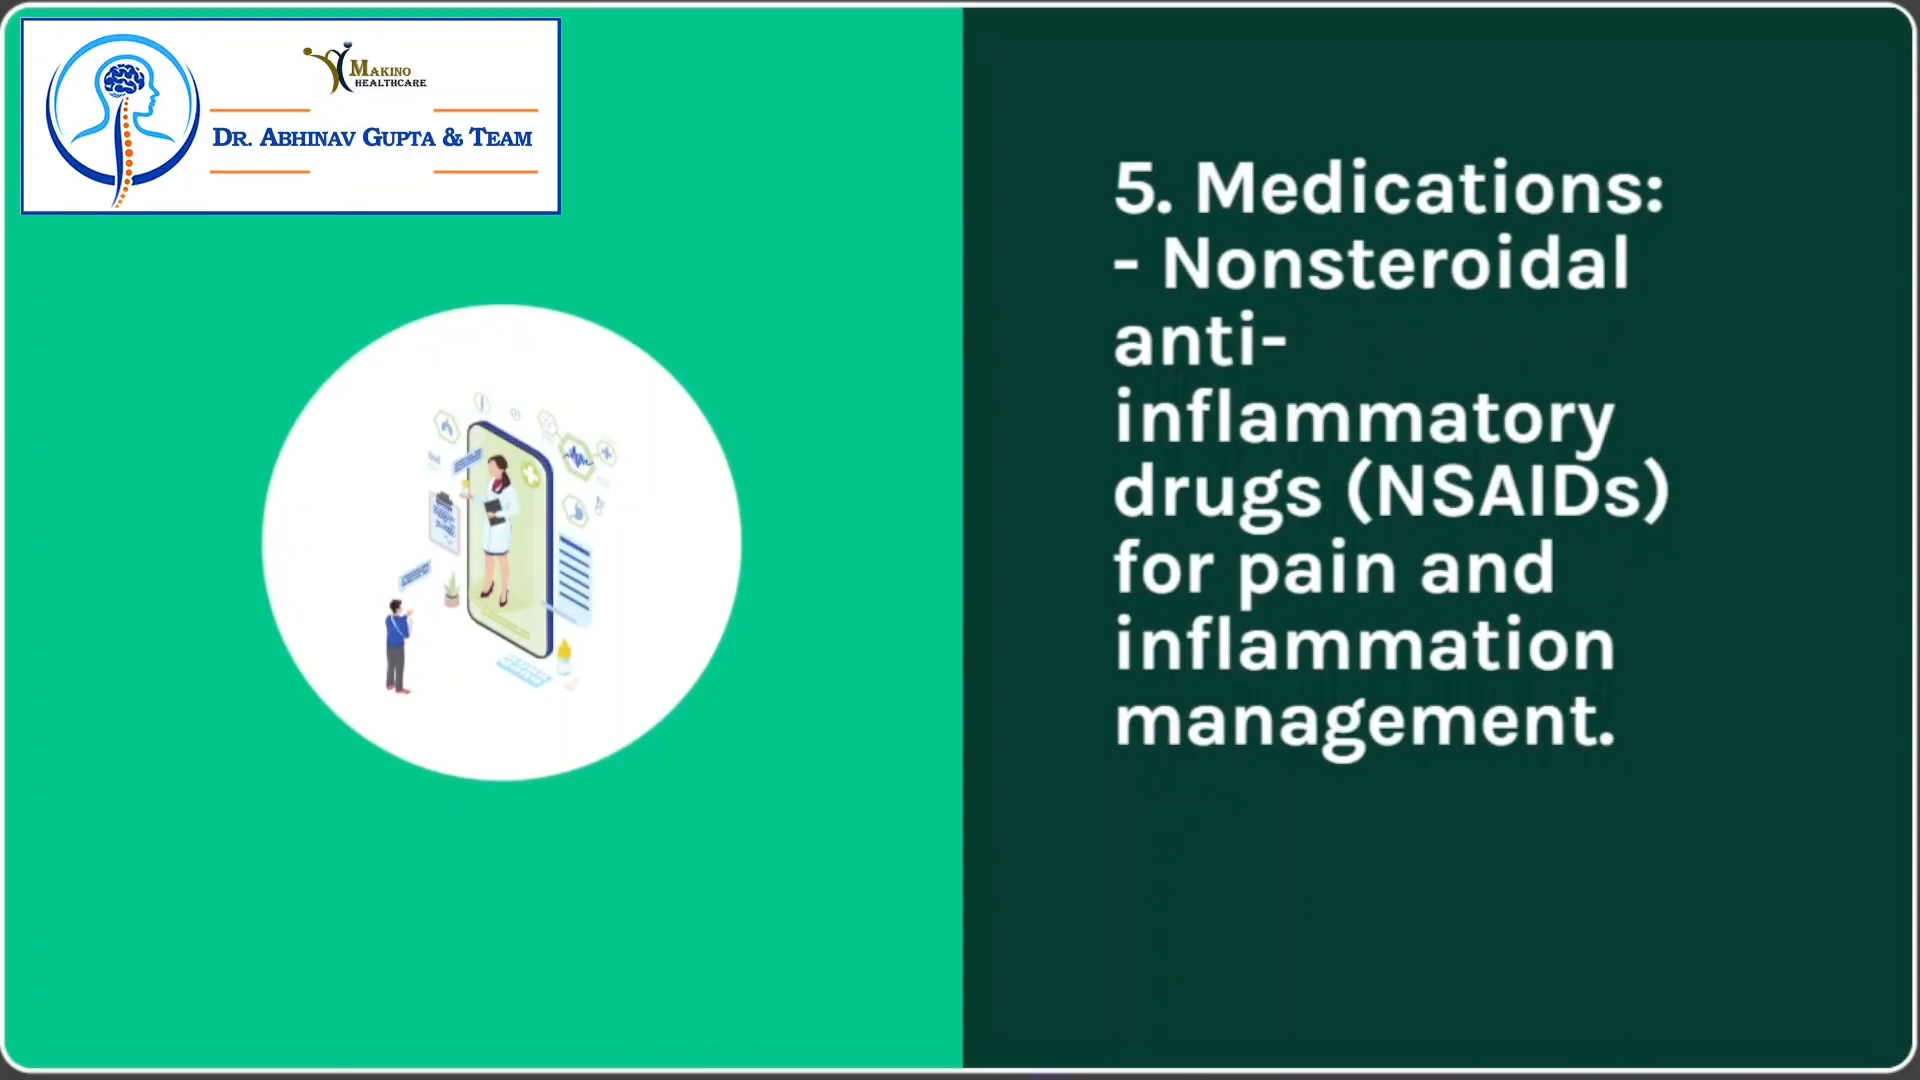 MAKINO
HEALTHCARE
DR. ABHINAV GUPTA & TEAM
5. Medications:
- Nonsteroidal
anti-
inflammatory
drugs (NSAIDs)
for pain and
inflammation
management.